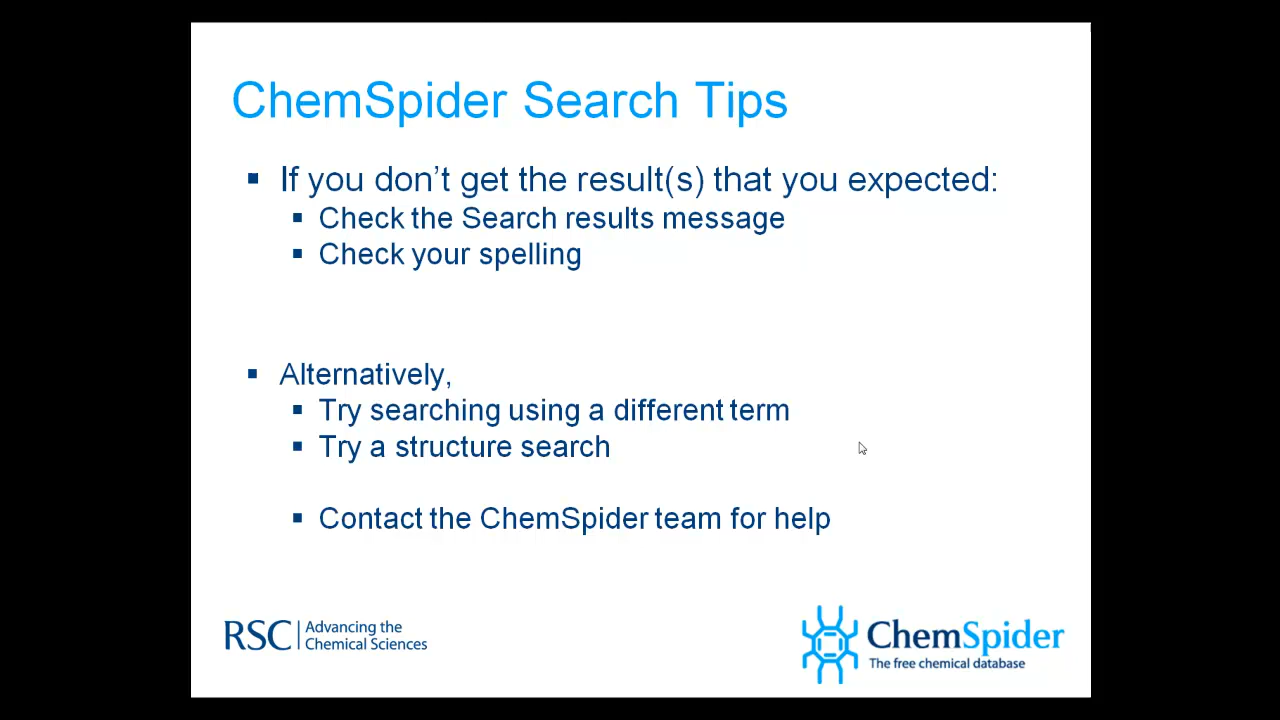 ChemSpider Search Tips
▪ If you don't get the result(s) that you expected:
▪ Check the Search results message
▪ Check your spelling
▪ Alternatively,
▪ Try searching using a different term
▪ Try a structure search
▪ Contact the ChemSpider team for help
RSC | Advancing the
Chemical Sciences
ChemSpider
The free chemical database